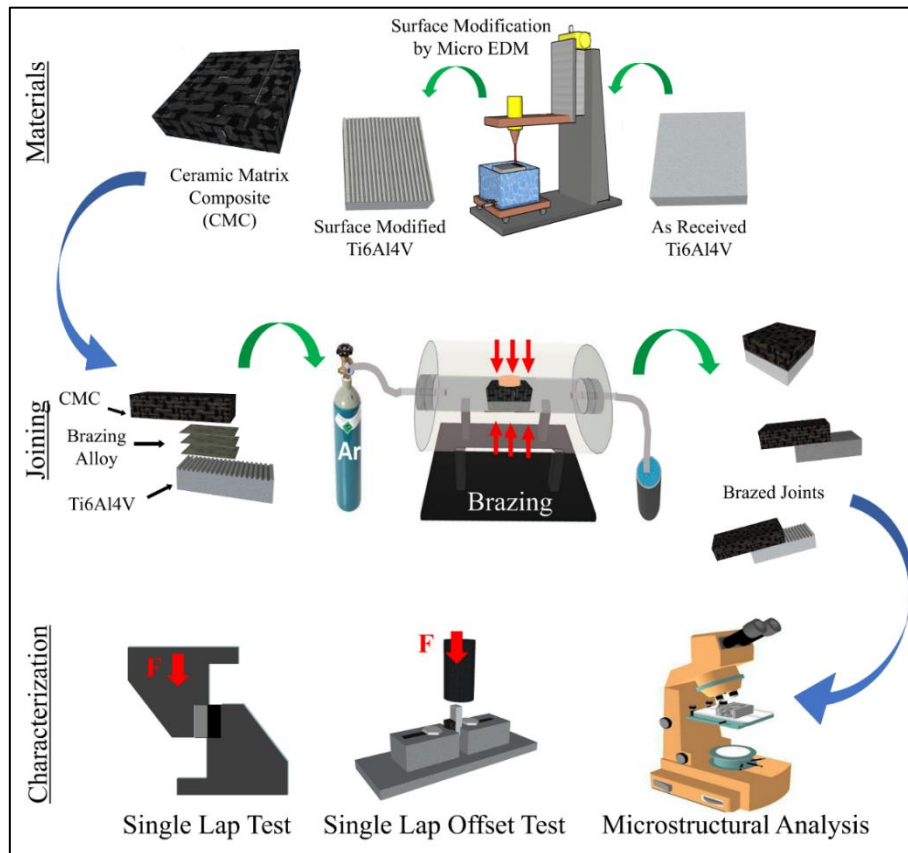 Materials
Surface Modification
by Micro EDM
Ceramic Matrix
Composite
(CMC)
Surface Modified
Ti6Al4V
As Received
Ti6Al4V
Joining
CMC
Brazing
Alloy
Ti6Al4V
Ar
Brazing
Brazed Joints
Characterization
F
F
Single Lap Test
Single Lap Offset Test
Microstructural Analysis